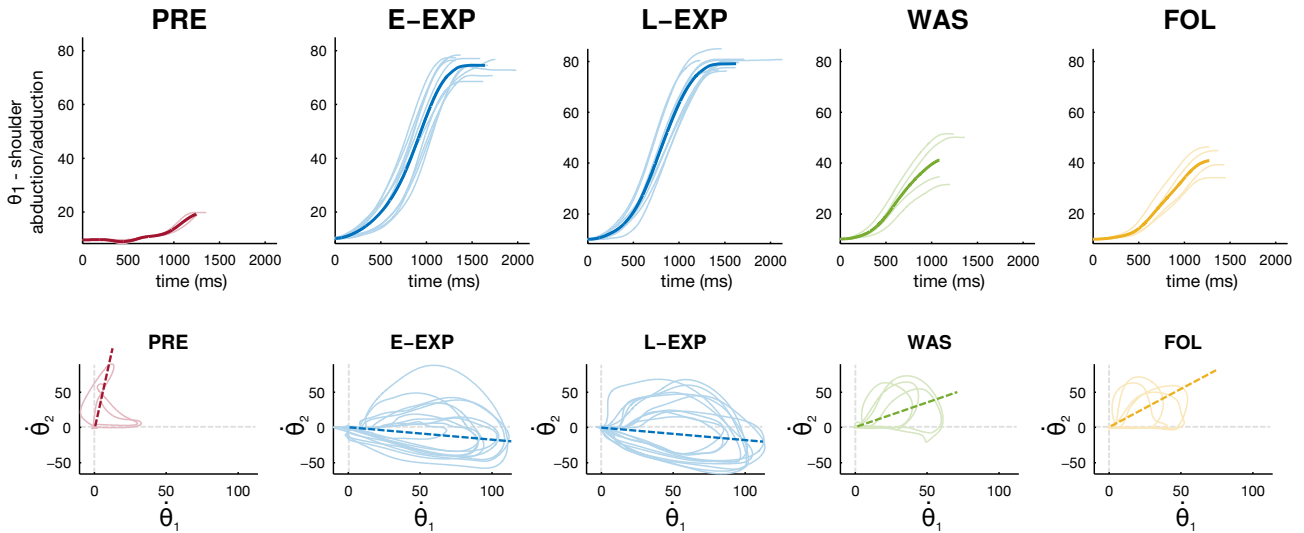 PRE E-EXP L-EXP WAS FOL
θ1 - shoulder
abduction/adduction
80 80 80 80 80
60 60 60 60 60
40 40 40 40 40
20 20 20 20 20
0 500 1000 1500 2000 0 500 1000 1500 2000 0 500 1000 1500 2000 0 500 1000 1500 2000 0 500 1000 1500 2000
time (ms) time (ms) time (ms) time (ms) time (ms)
PRE E-EXP L-EXP WAS FOL
50 50 50 50 50
θ̇2 θ̇2 θ̇2 θ̇2 θ̇2
0 0 0 0 0
−50 −50 −50 −50 −50
0 50 100 0 50 100 0 50 100 0 50 100 0 50 100
θ̇1 θ̇1 θ̇1 θ̇1 θ̇1